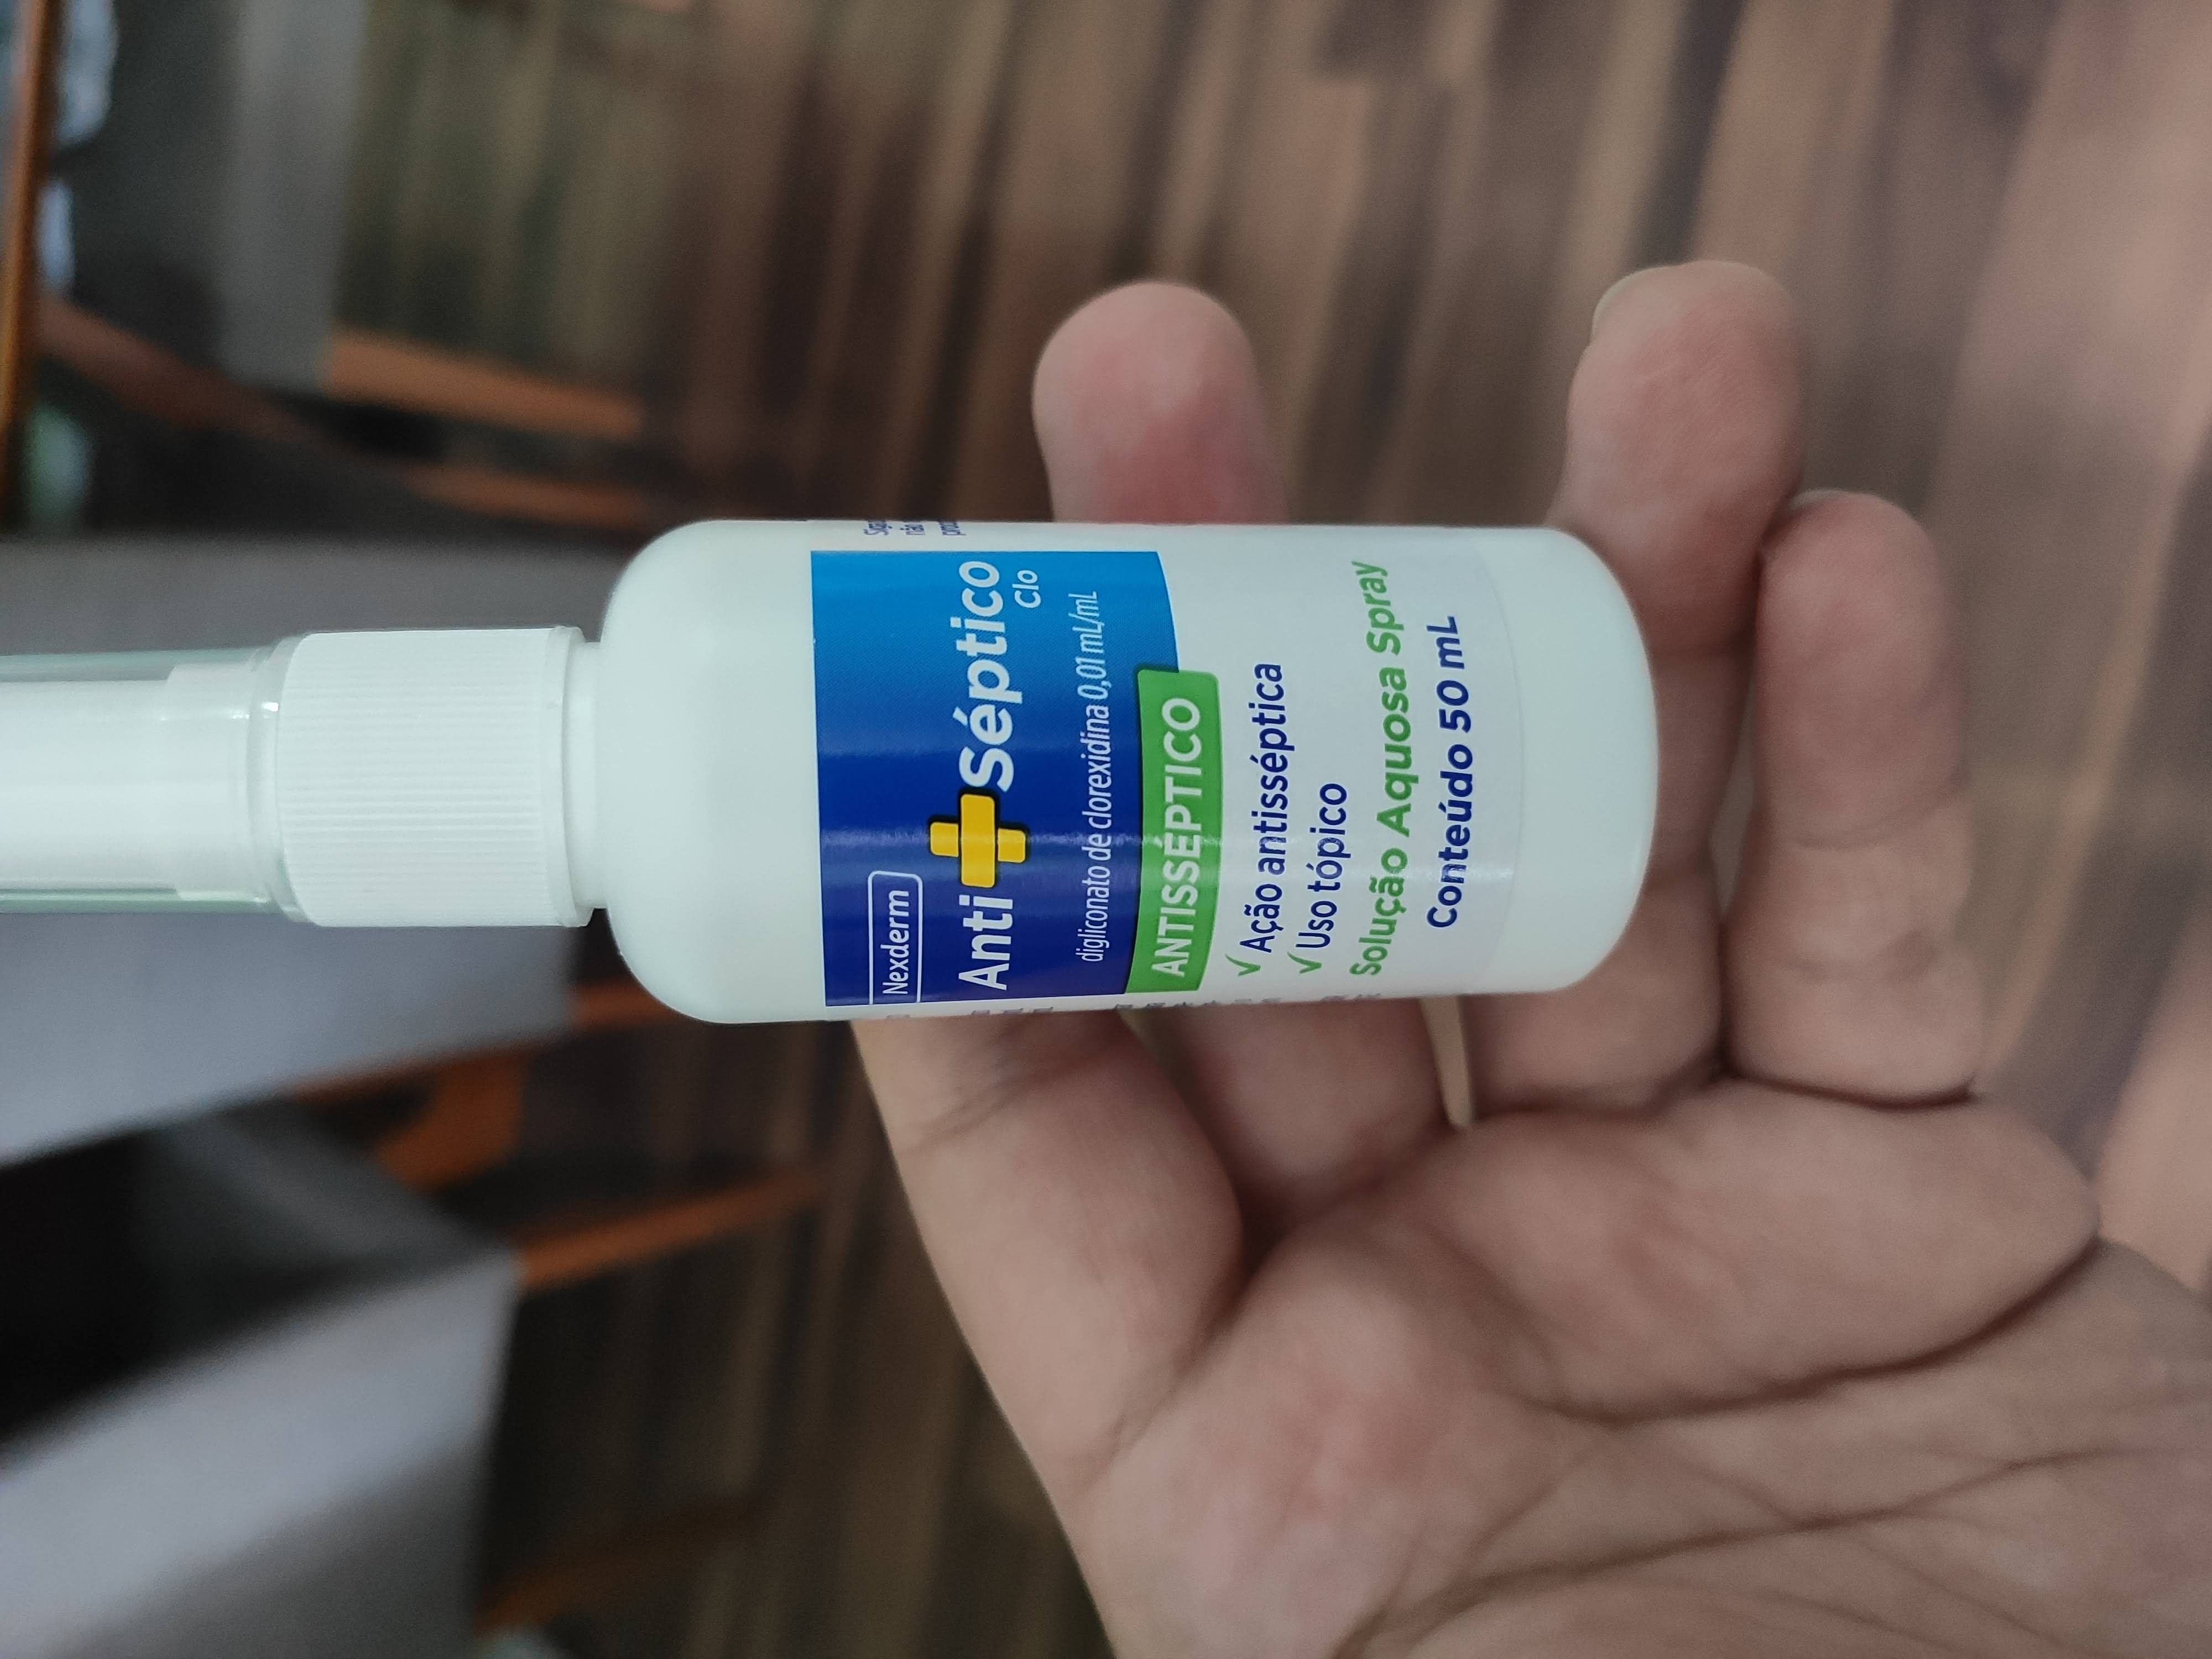 Nexderm
Anti Séptico
Clo
digliconato de clorexidina 0,01 mL/mL
ANTISSÉPTICO
Ação antisséptica
Uso tópico
Solução Aquosa Spray
Conteúdo 50 mL